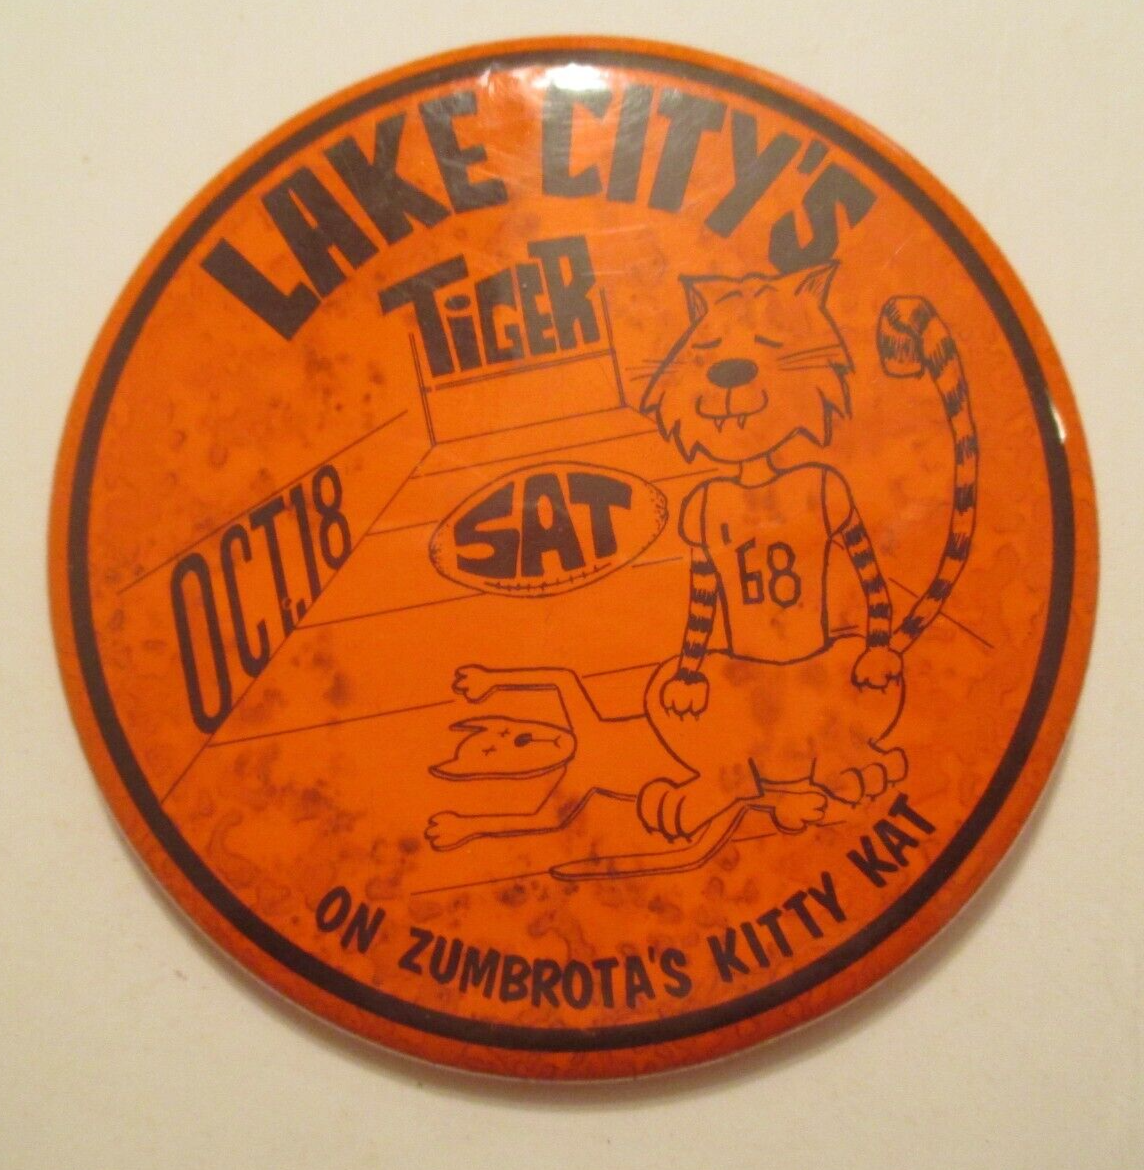 LAKE CITY'S
TiGER
OCT. 18
SAT
'68
ON ZUMBROTA'S KITTY KAT